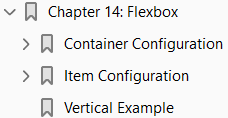 Chapter 14: Flexbox
Container Configuration
Item Configuration
Vertical Example